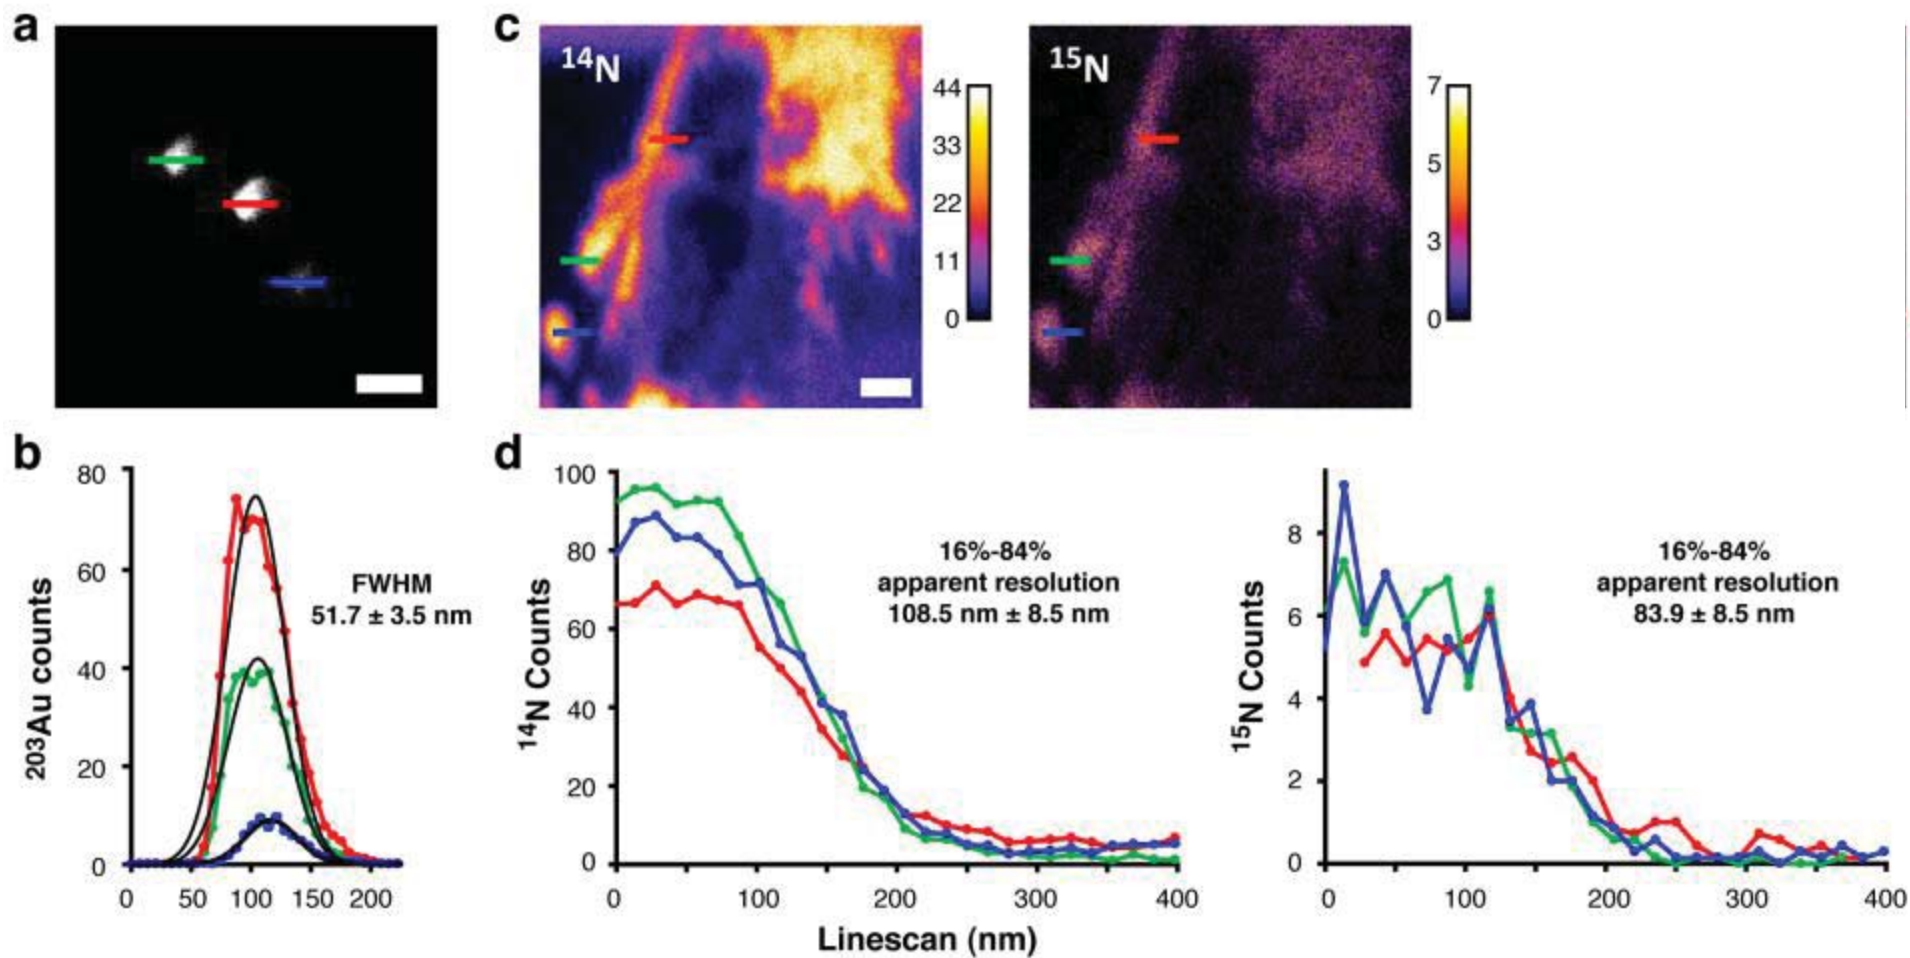 a
c
¹⁴N
¹⁵N
44
33
22
11
0
7
5
3
0
b
d
80
60
40
20
0
²⁰³Au counts
FWHM
51.7 ± 3.5 nm
0 50 100 150 200
100
80
60
40
20
0
¹⁴N Counts
16%-84%
apparent resolution
108.5 nm ± 8.5 nm
0 100 200 300 400
Linescan (nm)
8
6
4
2
0
¹⁵N Counts
16%-84%
apparent resolution
83.9 ± 8.5 nm
0 100 200 300 400